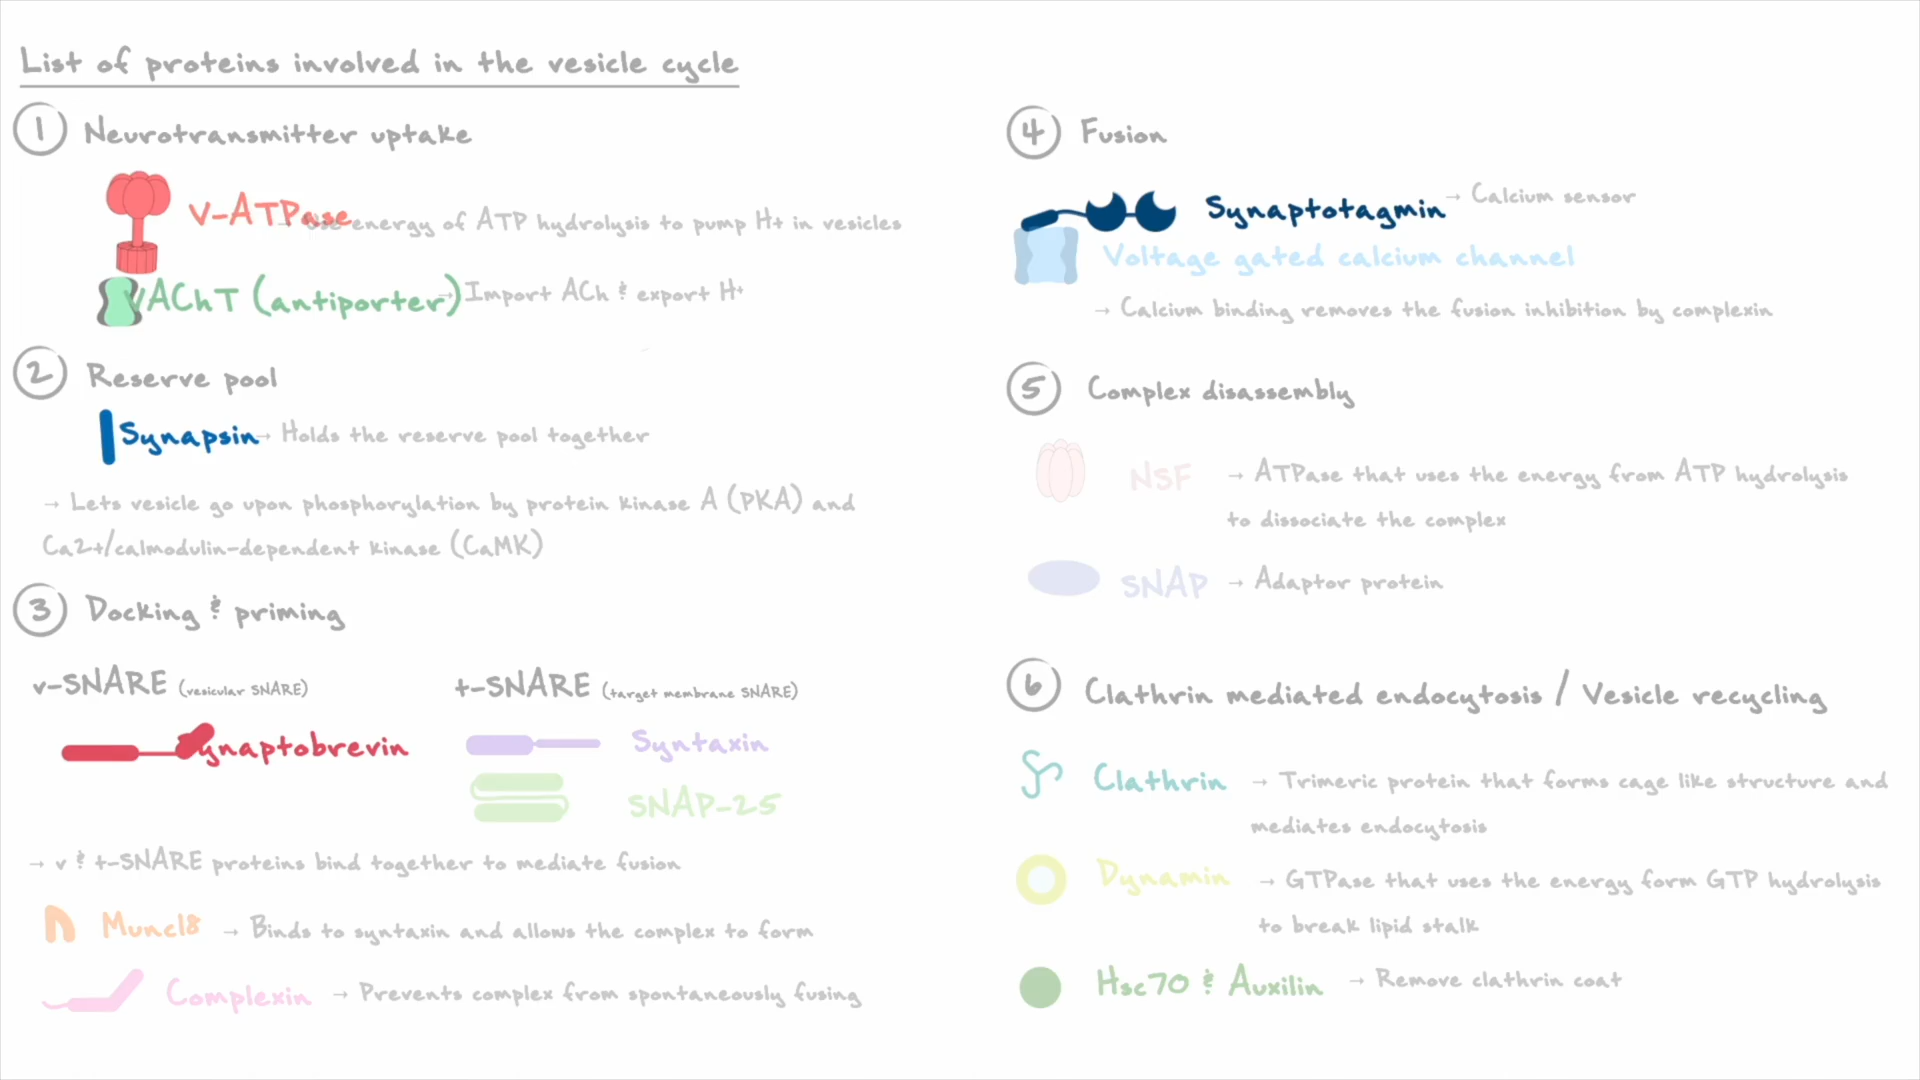 List of proteins involved in the vesicle cycle
1 Neurotransmitter uptake
V-ATPase → Use energy of ATP hydrolysis to pump H+ in vesicles
VAChT (antiporter) → Import ACh & export H+
2 Reserve pool
Synapsin → Holds the reserve pool together
→ Lets vesicle go upon phosphorylation by protein kinase A (PKA) and
Ca2+/calmodulin-dependent kinase (CaMK)
3 Docking & priming
v-SNARE (vesicular SNARE)
t-SNARE (target membrane SNARE)
Synaptobrevin
Syntaxin
SNAP-25
→ v & t-SNARE proteins bind together to mediate fusion
Munc18 → Binds to syntaxin and allows the complex to form
Complexin → Prevents complex from spontaneously fusing
4 Fusion
Synaptotagmin → Calcium sensor
Voltage gated calcium channel
→ Calcium binding removes the fusion inhibition by complexin
5 Complex disassembly
NSF → ATPase that uses the energy from ATP hydrolysis
to dissociate the complex
SNAP → Adaptor protein
6 Clathrin mediated endocytosis / Vesicle recycling
Clathrin → Trimeric protein that forms cage like structure and
mediates endocytosis
Dynamin → GTPase that uses the energy form GTP hydrolysis
to break lipid stalk
Hsc70 & Auxilin → Remove clathrin coat